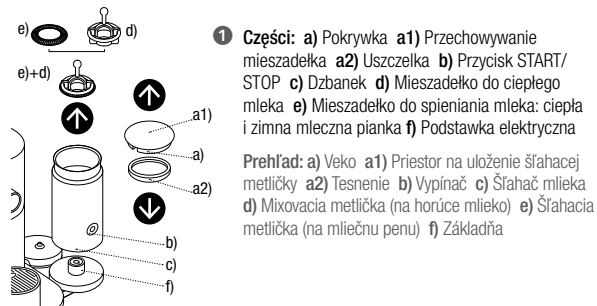 e)
d)
e)+d)
a1)
a)
a2)
b)
c)
f)
1 Części: a) Pokrywka a1) Przechowywanie
mieszadełka a2) Uszczelka b) Przycisk START/
STOP c) Dzbanek d) Mieszadełko do ciepłego
mleka e) Mieszadełko do spieniania mleka: ciepła
i zimna mleczna pianka f) Podstawka elektryczna
Prehľad: a) Veko a1) Priestor na uloženie šľahacej
metličky a2) Tesnenie b) Vypínač c) Šľahač mlieka
d) Mixovacia metlička (na horúce mlieko) e) Šľahacia
metlička (na mliečnu penu) f) Základňa